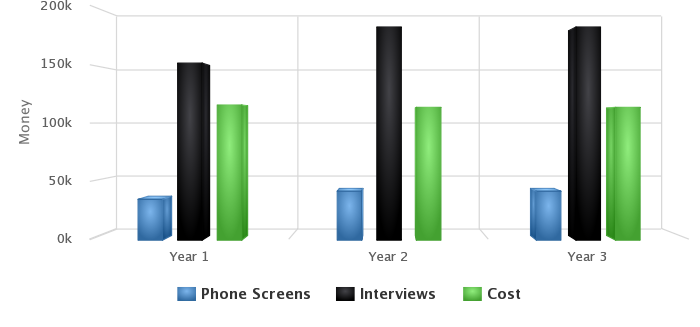 200k
150k
100k
50k
0k
Money
Year 1 Year 2 Year 3
Phone Screens Interviews Cost